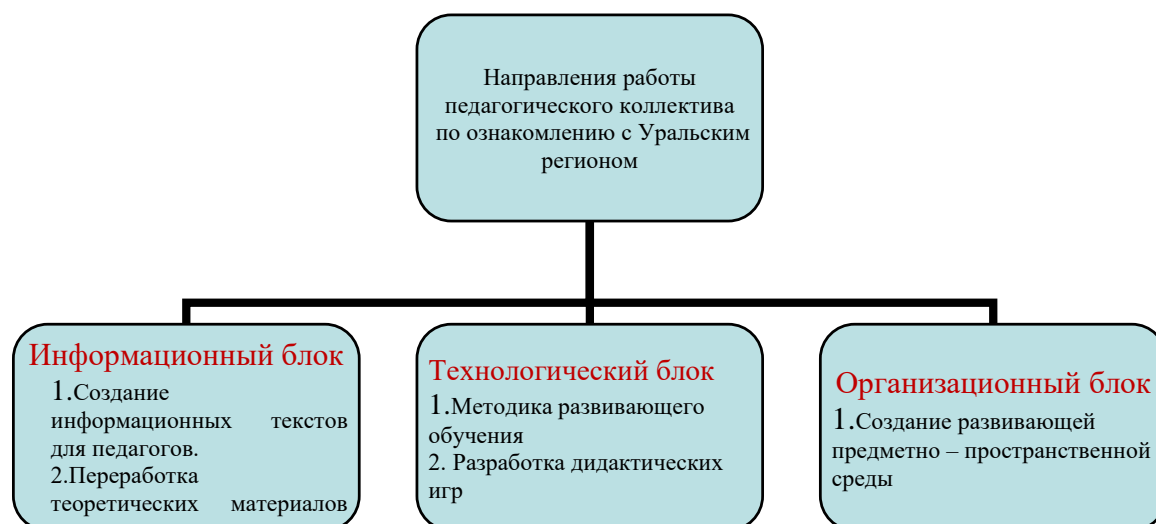 Направления работы
педагогического коллектива
по ознакомлению с Уральским
регионом
Информационный блок
1.Создание
информационных текстов
для педагогов.
2.Переработка
теоретических материалов
Технологический блок
1.Методика развивающего
обучения
2. Разработка дидактических
игр
Организационный блок
1.Создание развивающей
предметно – пространственной
среды